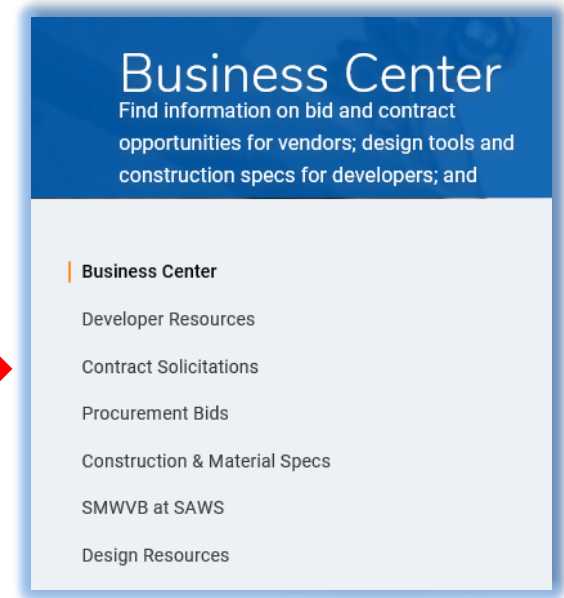 Business Center
Find information on bid and contract
opportunities for vendors; design tools and
construction specs for developers; and
Business Center
Developer Resources
Contract Solicitations
Procurement Bids
Construction & Material Specs
SMWVB at SAWS
Design Resources